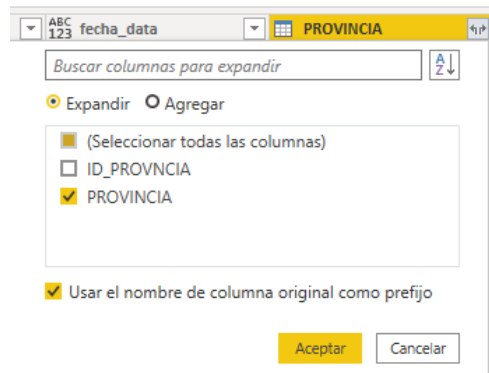 ABC 123 fecha_data PROVINCIA
Buscar columnas para expandir AZ
Expandir Agregar
(Seleccionar todas las columnas)
ID_PROVNCIA
PROVINCIA
Usar el nombre de columna original como prefijo
Aceptar Cancelar